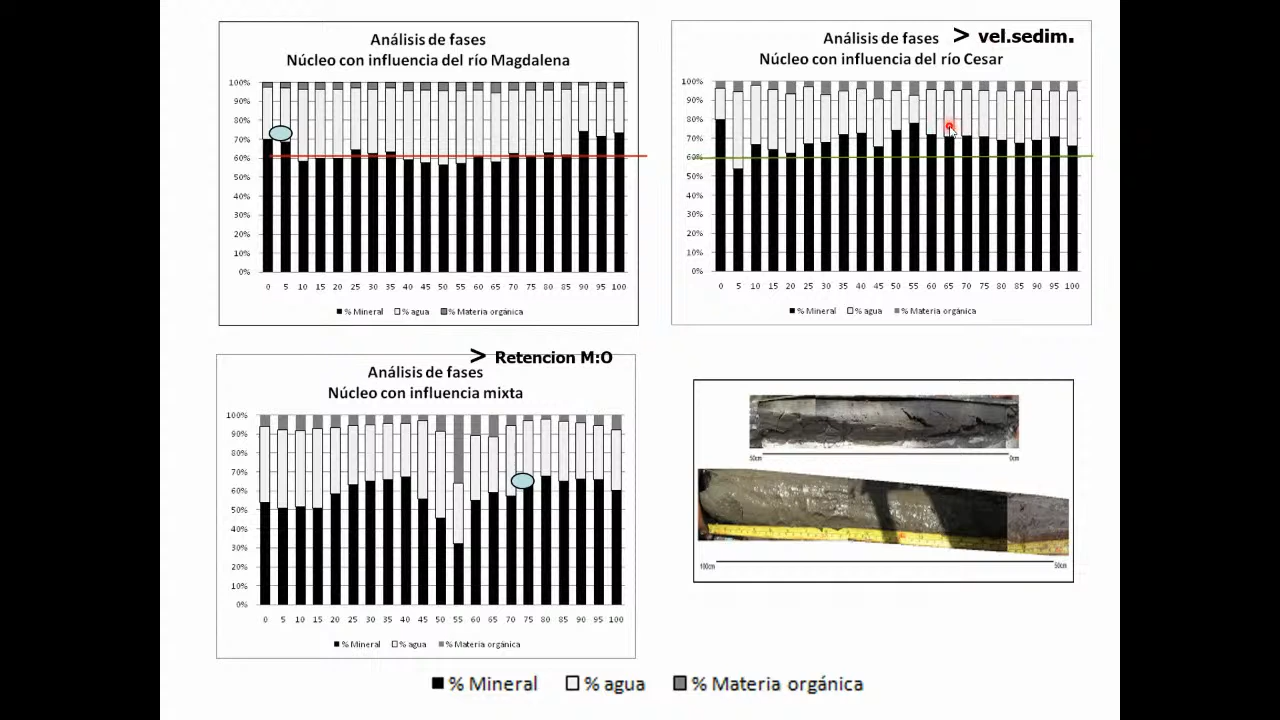 Análisis de fases
Núcleo con influencia del río Magdalena
100%
90%
80%
70%
60%
50%
40%
30%
20%
10%
0%
0 5 10 15 20 25 30 35 40 45 50 55 60 65 70 75 80 85 90 95 100
% Mineral % agua % Materia orgánica
Análisis de fases > vel.sedim.
Núcleo con influencia del río Cesar
100%
90%
80%
70%
60%
50%
40%
30%
20%
10%
0%
0 5 10 15 20 25 30 35 40 45 50 55 60 65 70 75 80 85 90 95 100
% Mineral % agua % Materia orgánica
> Retencion M:O
Análisis de fases
Núcleo con influencia mixta
100%
90%
80%
70%
60%
50%
40%
30%
20%
10%
0%
0 5 10 15 20 25 30 35 40 45 50 55 60 65 70 75 80 85 90 95 100
% Mineral % agua % Materia orgánica
50cm 0cm
100cm 50cm
% Mineral % agua % Materia orgánica